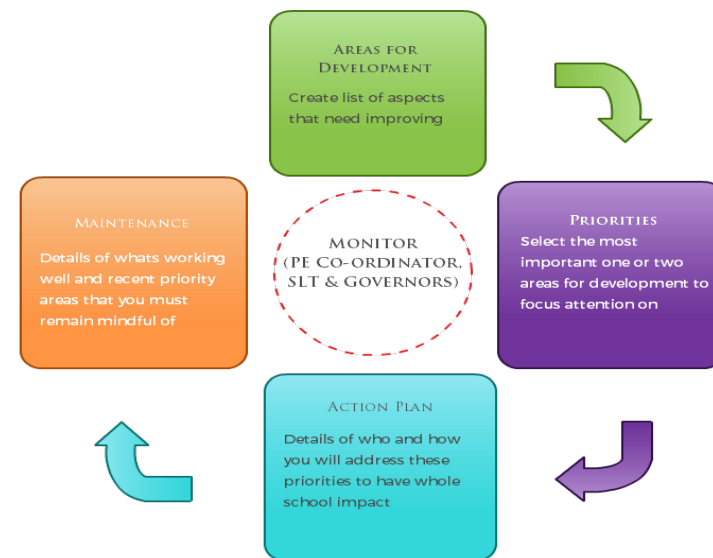 AREAS FOR
DEVELOPMENT
Create list of aspects
that need improving
PRIORITIES
Select the most
important one or two
areas for development to
focus attention on
ACTION PLAN
Details of who and how
you will address these
priorities to have whole
school impact
MAINTENANCE
Details of whats working
well and recent priority
areas that you must
remain mindful of
MONITOR
(PE CO-ORDINATOR,
SLT & GOVERNORS)